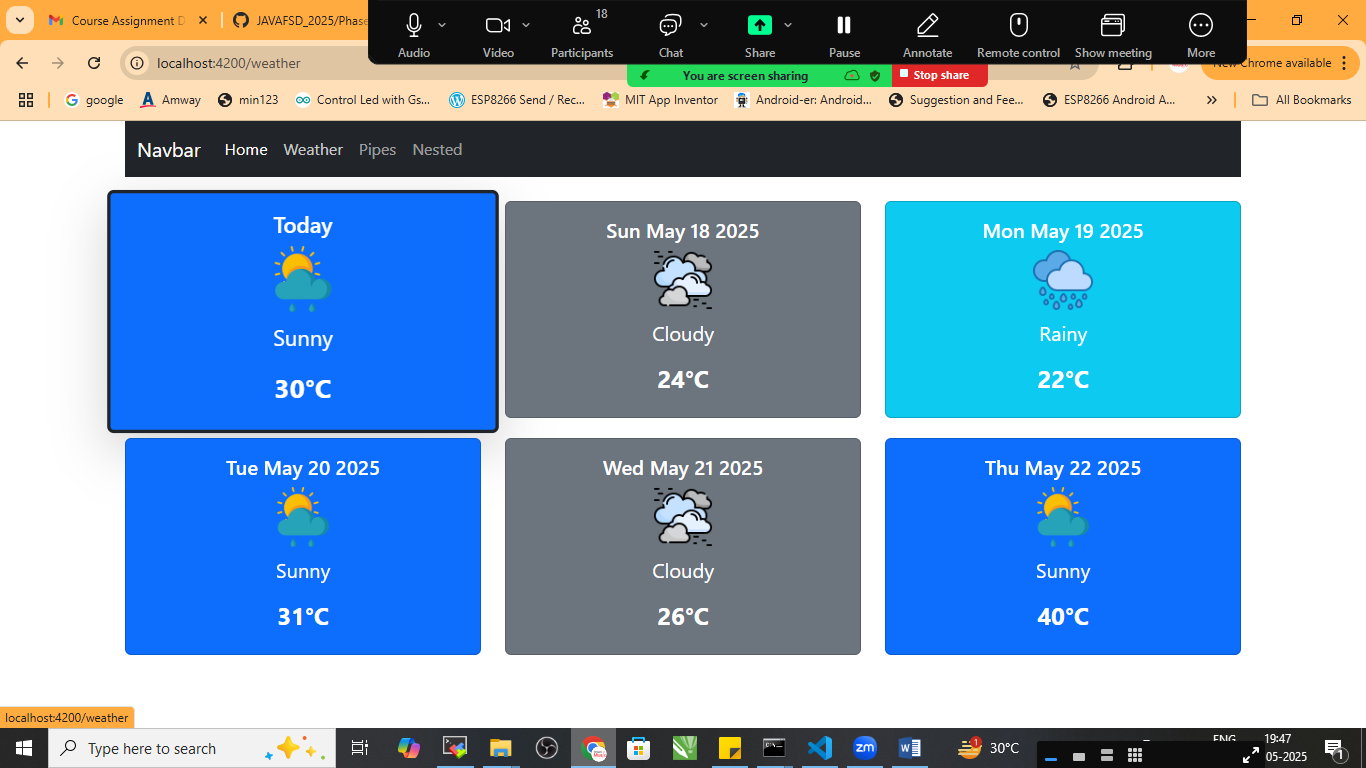 Course Assignment D
JAVAFSD_2025/Phase
18
Audio
Video
Participants
Chat
Share
Pause
Annotate
Remote control
Show meeting
More
localhost:4200/weather
You are screen sharing
Stop share
New Chrome available
google
Amway
min123
Control Led with Gs...
ESP8266 Send / Rec...
MIT App Inventor
Android-er: Android...
Suggestion and Fee...
ESP8266 Android A...
All Bookmarks
Navbar Home Weather Pipes Nested
Today
Sunny
30°C
Sun May 18 2025
Cloudy
24°C
Mon May 19 2025
Rainy
22°C
Tue May 20 2025
Sunny
31°C
Wed May 21 2025
Cloudy
26°C
Thu May 22 2025
Sunny
40°C
localhost:4200/weather
Type here to search
zm
1
30°C
ENG
19:47
05-2025
1